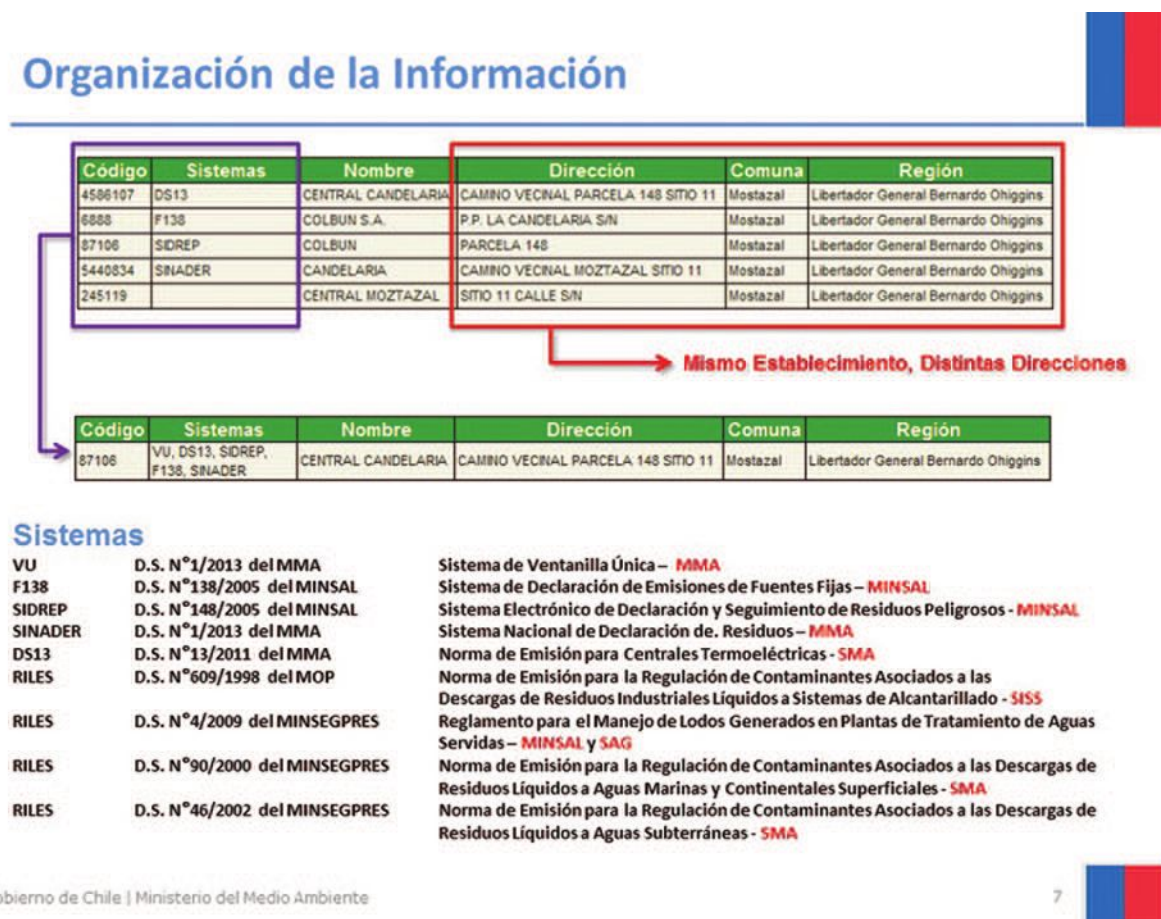 Organización de la Información
Código Sistemas Nombre Dirección Comuna Región
4586107 DS13 CENTRAL CANDELARIA CAMINO VECINAL PARCELA 148 SITIO 11 Mostazal Libertador General Bernardo Ohiggins
6888 F138 COLBUN S.A. P.P. LA CANDELARIA S/N Mostazal Libertador General Bernardo Ohiggins
87106 SIDREP COLBUN PARCELA 148 Mostazal Libertador General Bernardo Ohiggins
5440834 SINADER CANDELARIA CAMINO VECINAL MOZTAZAL SITIO 11 Mostazal Libertador General Bernardo Ohiggins
245119 CENTRAL MOZTAZAL SITIO 11 CALLE S/N Mostazal Libertador General Bernardo Ohiggins
Mismo Establecimiento, Distintas Direcciones
Código Sistemas Nombre Dirección Comuna Región
87106 VU, DS13, SIDREP, F138, SINADER CENTRAL CANDELARIA CAMINO VECINAL PARCELA 148 SITIO 11 Mostazal Libertador General Bernardo Ohiggins
Sistemas
VU D.S. N°1/2013 del MMA Sistema de Ventanilla Única – MMA
F138 D.S. N°138/2005 del MINSAL Sistema de Declaración de Emisiones de Fuentes Fijas – MINSAL
SIDREP D.S. N°148/2005 del MINSAL Sistema Electrónico de Declaración y Seguimiento de Residuos Peligrosos - MINSAL
SINADER D.S. N°1/2013 del MMA Sistema Nacional de Declaración de. Residuos – MMA
DS13 D.S. N°13/2011 del MMA Norma de Emisión para Centrales Termoeléctricas - SMA
RILES D.S. N°609/1998 del MOP Norma de Emisión para la Regulación de Contaminantes Asociados a las
Descargas de Residuos Industriales Líquidos a Sistemas de Alcantarillado - SISS
RILES D.S. N°4/2009 del MINSEGPRES Reglamento para el Manejo de Lodos Generados en Plantas de Tratamiento de Aguas
Servidas – MINSAL y SAG
RILES D.S. N°90/2000 del MINSEGPRES Norma de Emisión para la Regulación de Contaminantes Asociados a las Descargas de
Residuos Líquidos a Aguas Marinas y Continentales Superficiales - SMA
RILES D.S. N°46/2002 del MINSEGPRES Norma de Emisión para la Regulación de Contaminantes Asociados a las Descargas de
Residuos Líquidos a Aguas Subterráneas - SMA
obierno de Chile | Ministerio del Medio Ambiente 7